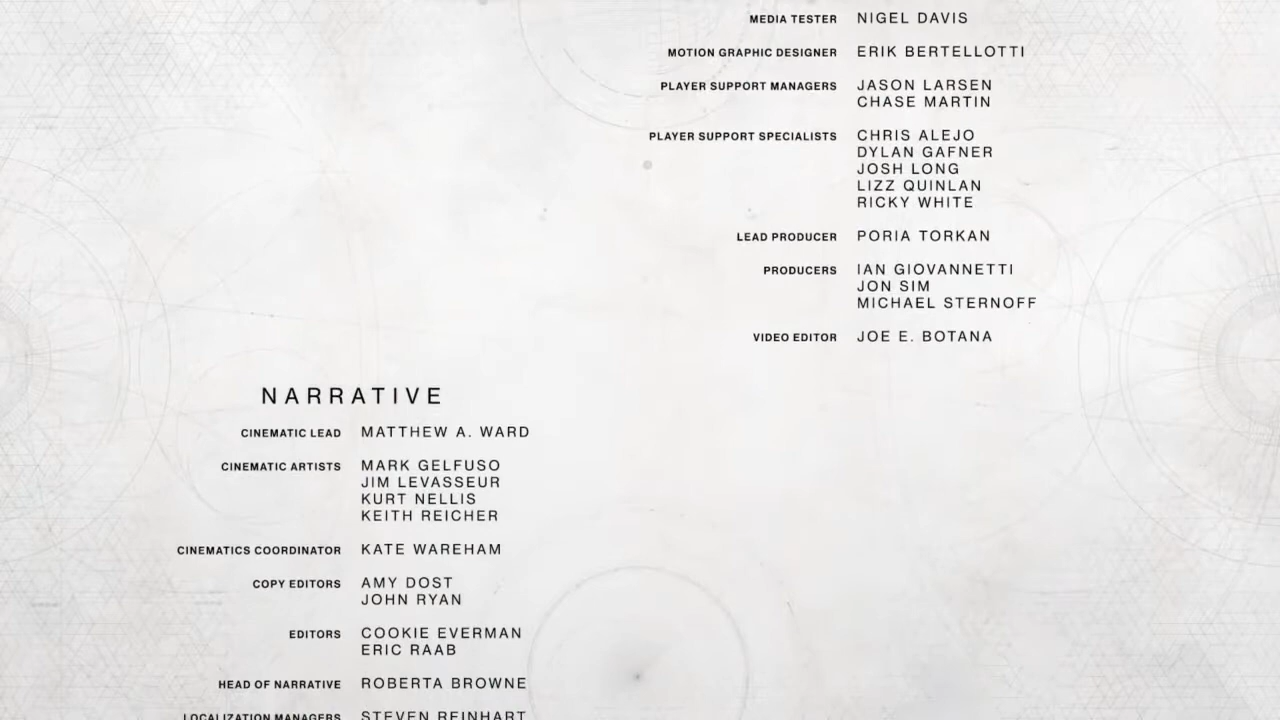 MEDIA TESTER NIGEL DAVIS
MOTION GRAPHIC DESIGNER ERIK BERTELLOTTI
PLAYER SUPPORT MANAGERS JASON LARSEN
CHASE MARTIN
PLAYER SUPPORT SPECIALISTS CHRIS ALEJO
DYLAN GAFNER
JOSH LONG
LIZZ QUINLAN
RICKY WHITE
LEAD PRODUCER PORIA TORKAN
PRODUCERS IAN GIOVANNETTI
JON SIM
MICHAEL STERNOFF
VIDEO EDITOR JOE E. BOTANA
NARRATIVE
CINEMATIC LEAD MATTHEW A. WARD
CINEMATIC ARTISTS MARK GELFUSO
JIM LEVASSEUR
KURT NELLIS
KEITH REICHER
CINEMATICS COORDINATOR KATE WAREHAM
COPY EDITORS AMY DOST
JOHN RYAN
EDITORS COOKIE EVERMAN
ERIC RAAB
HEAD OF NARRATIVE ROBERTA BROWNE
LOCALIZATION MANAGERS STEVEN REINHART